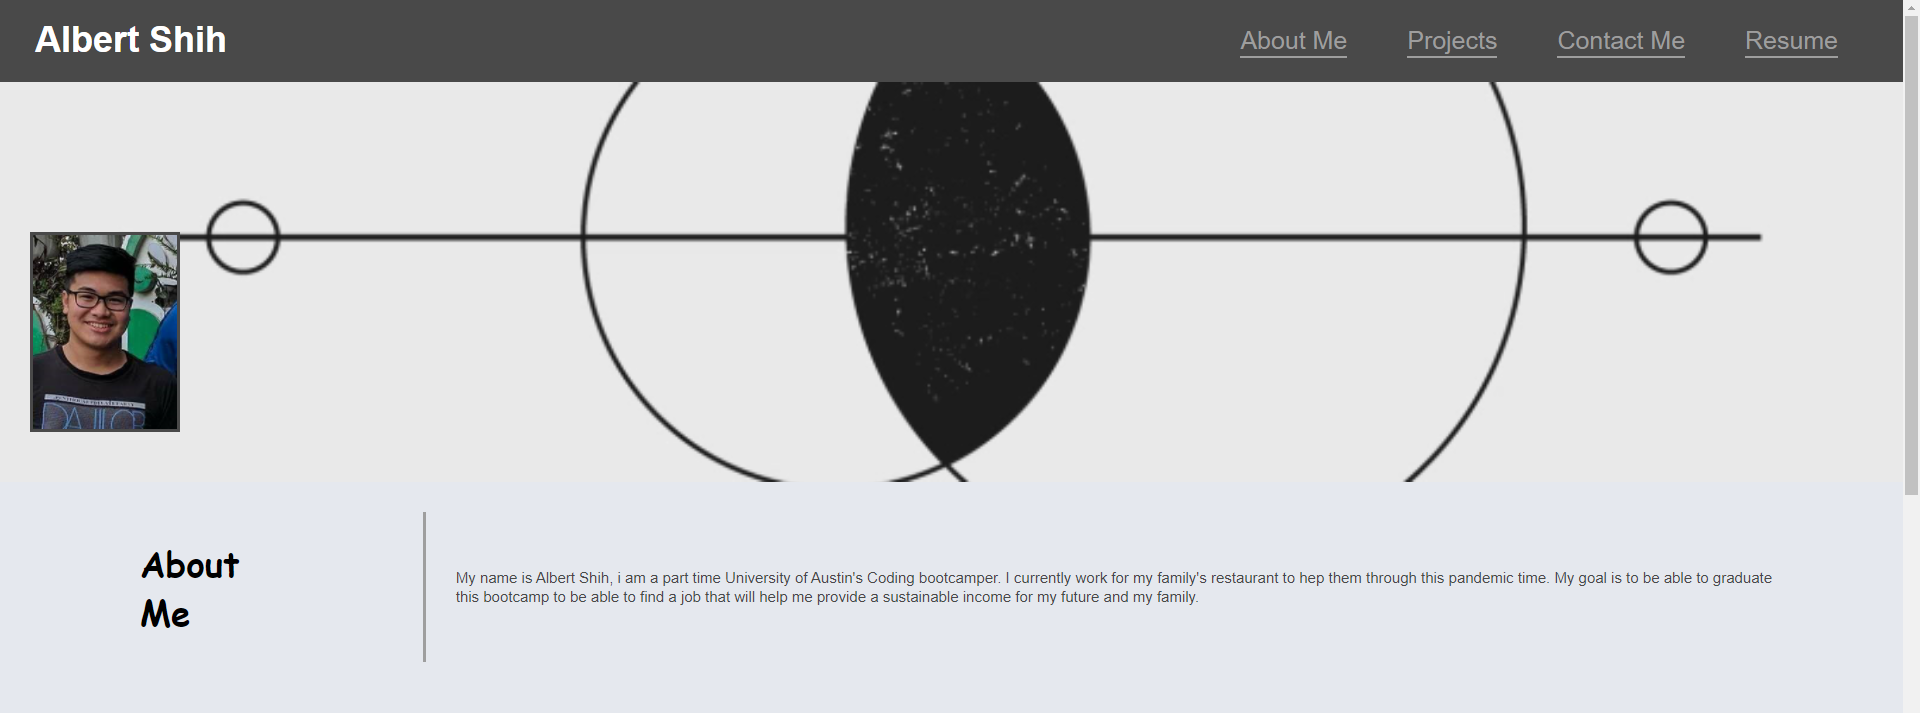 Albert Shih
About Me
Projects
Contact Me
Resume
About
Me
My name is Albert Shih, i am a part time University of Austin's Coding bootcamper. I currently work for my family's restaurant to hep them through this pandemic time. My goal is to be able to graduate
this bootcamp to be able to find a job that will help me provide a sustainable income for my future and my family.